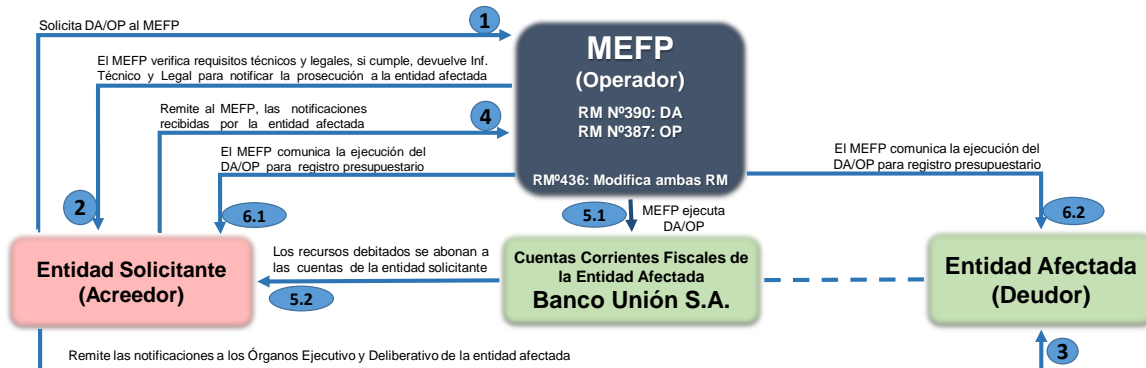 Solicita DA/OP al MEFP
1
El MEFP verifica requisitos técnicos y legales, si cumple, devuelve Inf.
Técnico y Legal para notificar la prosecución a la entidad afectada
Remite al MEFP, las notificaciones
recibidas por la entidad afectada
4
MEFP
(Operador)
RM Nº390: DA
RM Nº387: OP
RMº436: Modifica ambas RM
El MEFP comunica la ejecución del
DA/OP para registro presupuestario
El MEFP comunica la ejecución del
DA/OP para registro presupuestario
2
6.1
5.1
MEFP ejecuta
DA/OP
6.2
Entidad Solicitante
(Acreedor)
Los recursos debitados se abonan a
las cuentas de la entidad solicitante
5.2
Cuentas Corrientes Fiscales de
la Entidad Afectada
Banco Unión S.A.
Entidad Afectada
(Deudor)
Remite las notificaciones a los Órganos Ejecutivo y Deliberativo de la entidad afectada
3